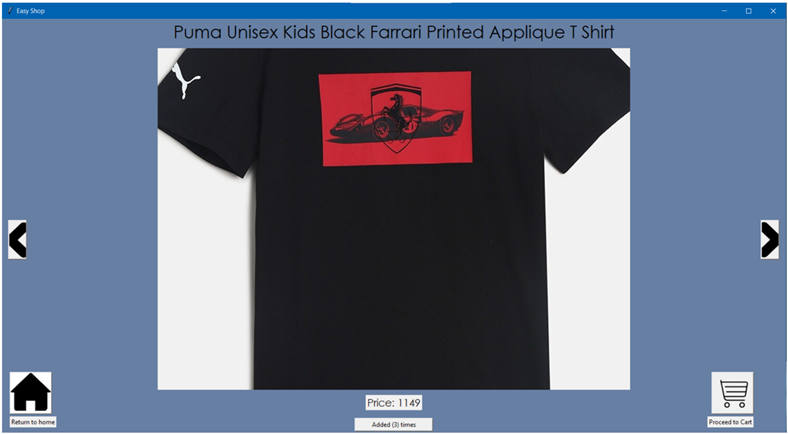 Easy Shop
Puma Unisex Kids Black Farrari Printed Applique T Shirt
Return to home
Price: 1149
Added (3) times
Proceed to Cart